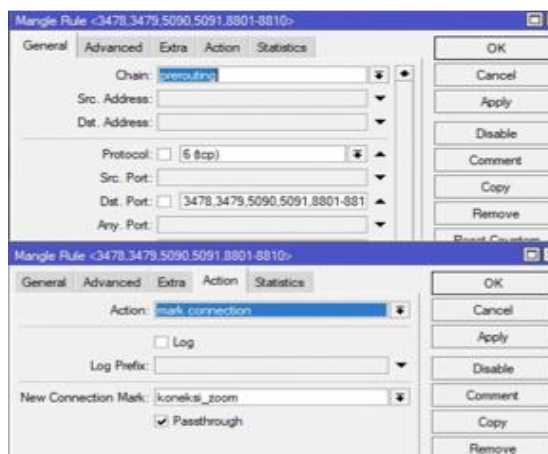 Mangle Rule <3478,3479,5090,5091,8801-8810>
General Advanced Extra Action Statistics
OK
Chain: prerouting
Cancel
Src. Address:
Apply
Dst. Address:
Disable
Protocol: 6 (tcp)
Comment
Src. Port:
Copy
Dst. Port: 3478,3479,5090,5091,8801-881
Remove
Any. Port:
Reset Counters
Mangle Rule <3478,3479,5090,5091,8801-8810>
General Advanced Extra Action Statistics
OK
Action: mark connection
Cancel
Log
Apply
Log Prefix:
Disable
New Connection Mark: koneksi_zoom
Comment
Passthrough
Copy
Remove